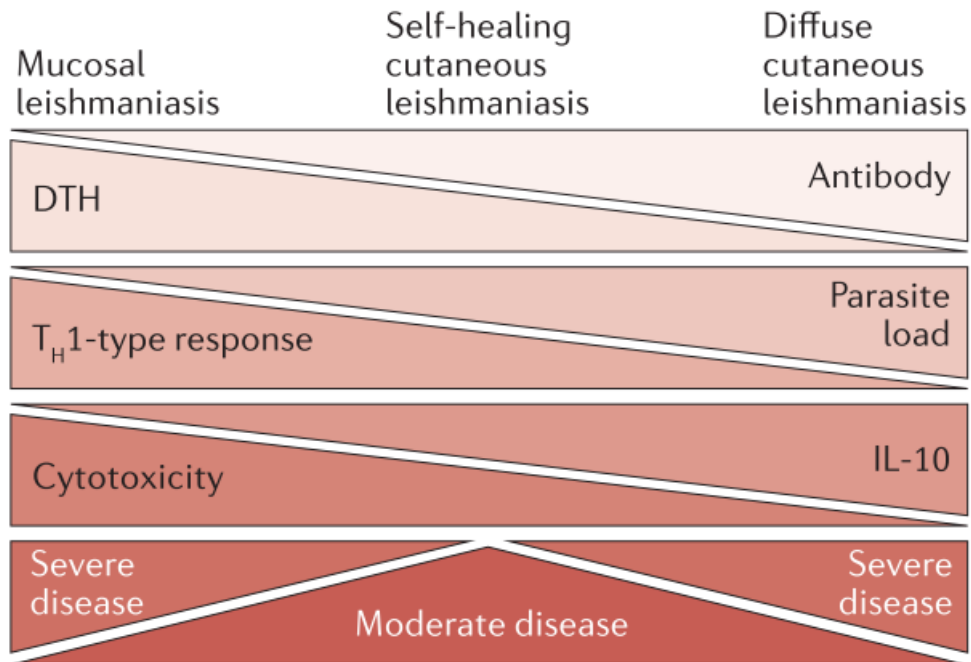 Mucosal
leishmaniasis
Self-healing
cutaneous
leishmaniasis
Diffuse
cutaneous
leishmaniasis
DTH
Antibody
TH1-type response
Parasite
load
Cytotoxicity
IL-10
Severe
disease
Moderate disease
Severe
disease